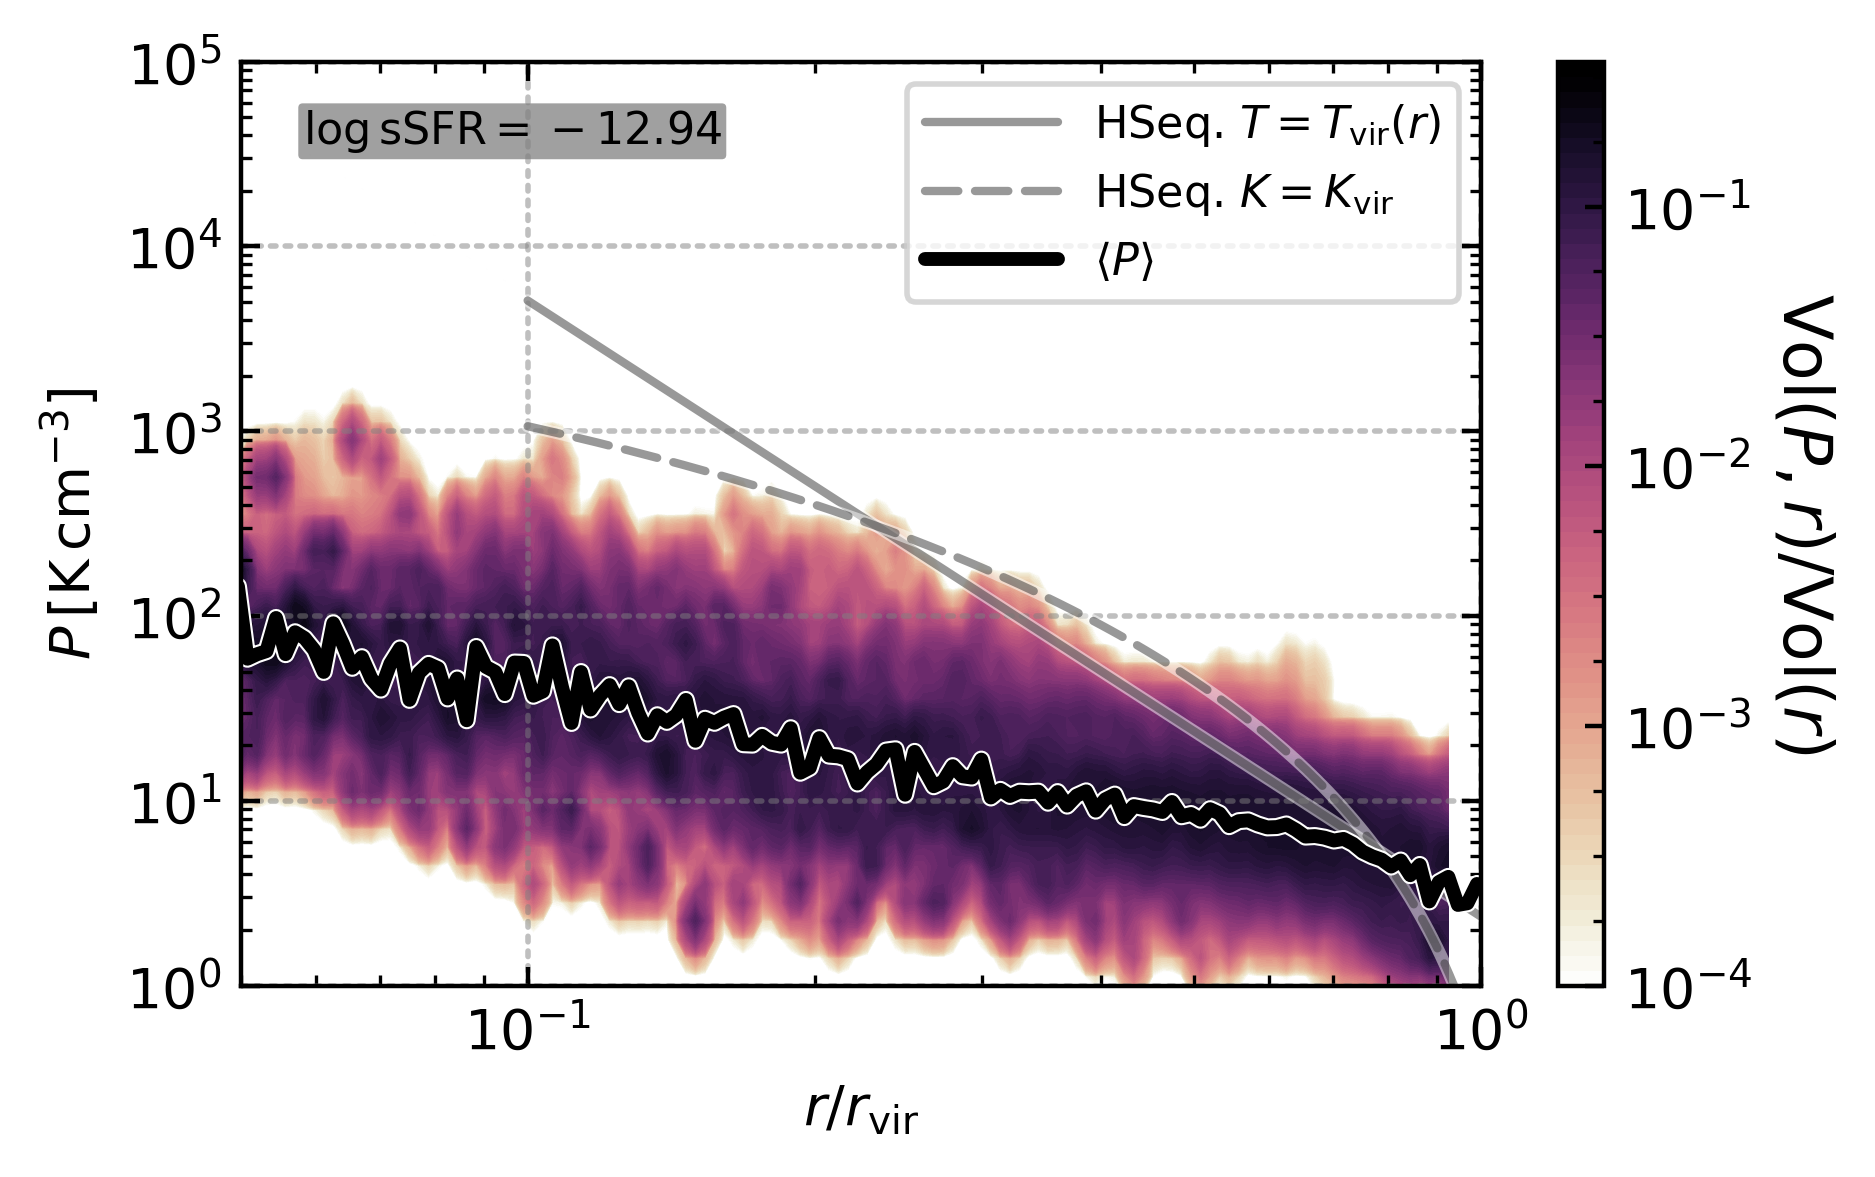 log sSFR = −12.94
HSeq. T = T_vir(r)
HSeq. K = K_vir
⟨P⟩
10^5
10^4
10^3
10^2
10^1
10^0
P [K cm^−3]
10^−1
10^0
r/r_vir
10^−1
10^−2
10^−3
10^−4
Vol(P, r)/Vol(r)